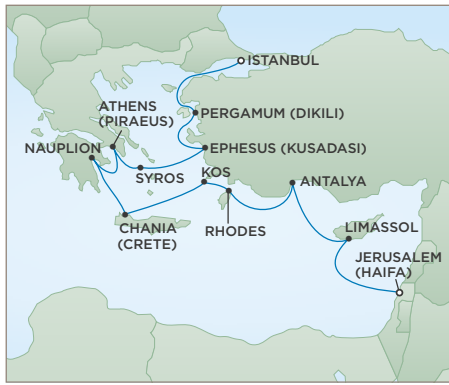 ISTANBUL
ATHENS
(PIRAEUS)
PERGAMUM (DIKILI)
NAUPLION
EPHESUS (KUSADASI)
SYROS
KOS
ANTALYA
CHANIA
(CRETE)
RHODES
LIMASSOL
JERUSALEM
(HAIFA)